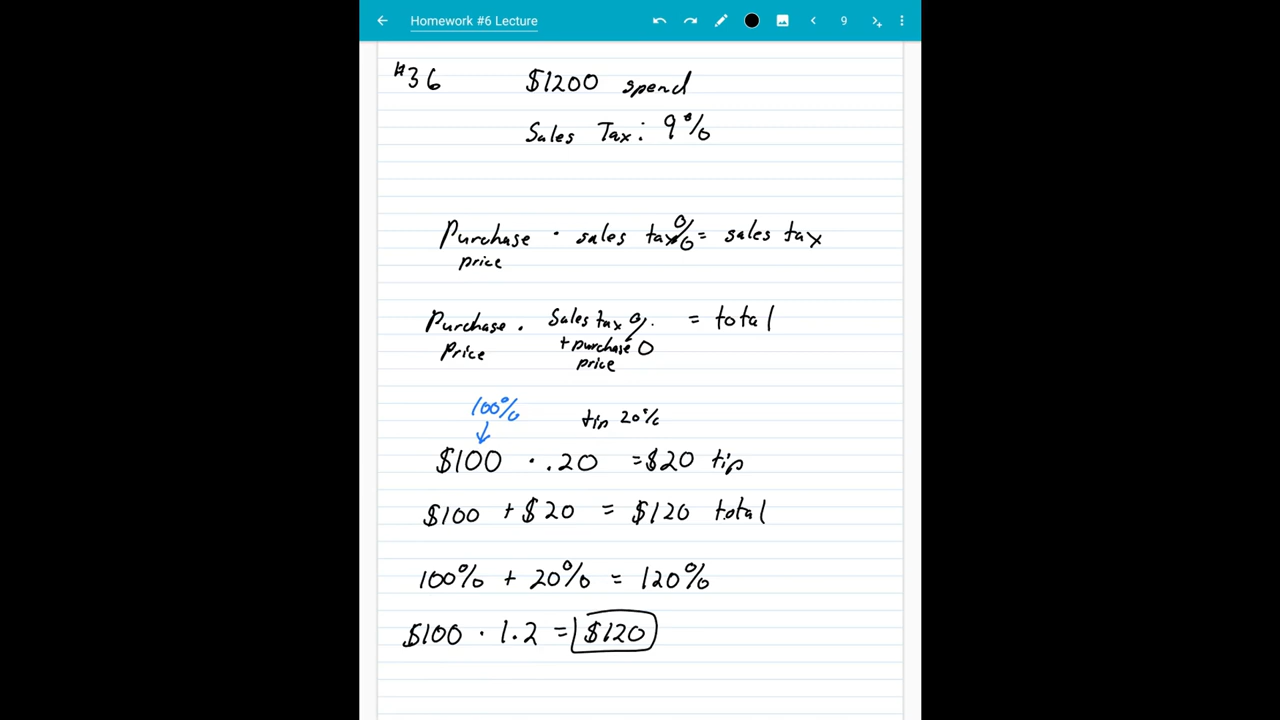 Homework #6 Lecture
9
#36 $1200 spend
Sales Tax: 9%
Purchase · sales tax % = sales tax
price
Purchase · Sales tax % = total
Price + purchase
price
100% tip 20%
$100 · .20 = $20 tip
$100 + $20 = $120 total
100% + 20% = 120%
$100 · 1.2 = $120